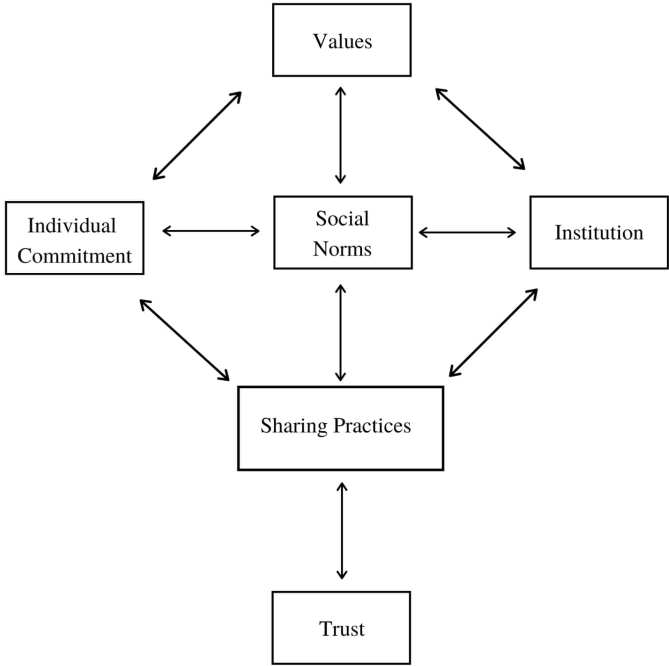 Values
Individual
Commitment
Social
Norms
Institution
Sharing Practices
Trust